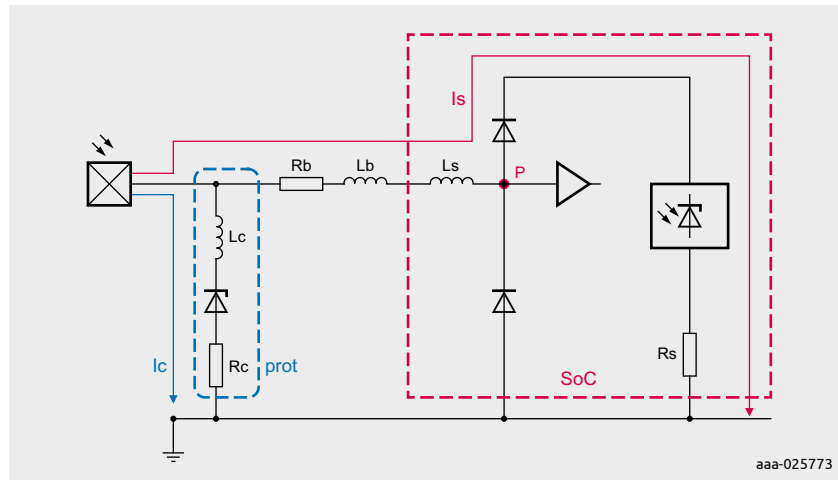 Is
Rb
Lb
Ls
P
Lc
Ic
Rc
prot
Rs
SoC
aaa-025773